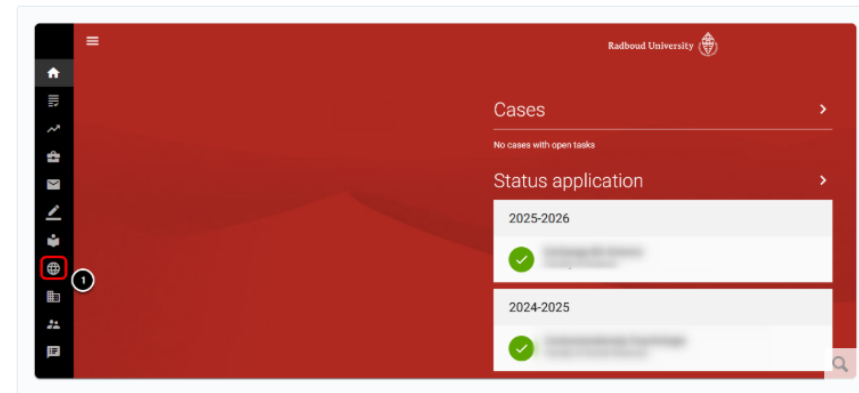 Radboud University
Cases
No cases with open tasks
Status application
2025-2026
1
2024-2025